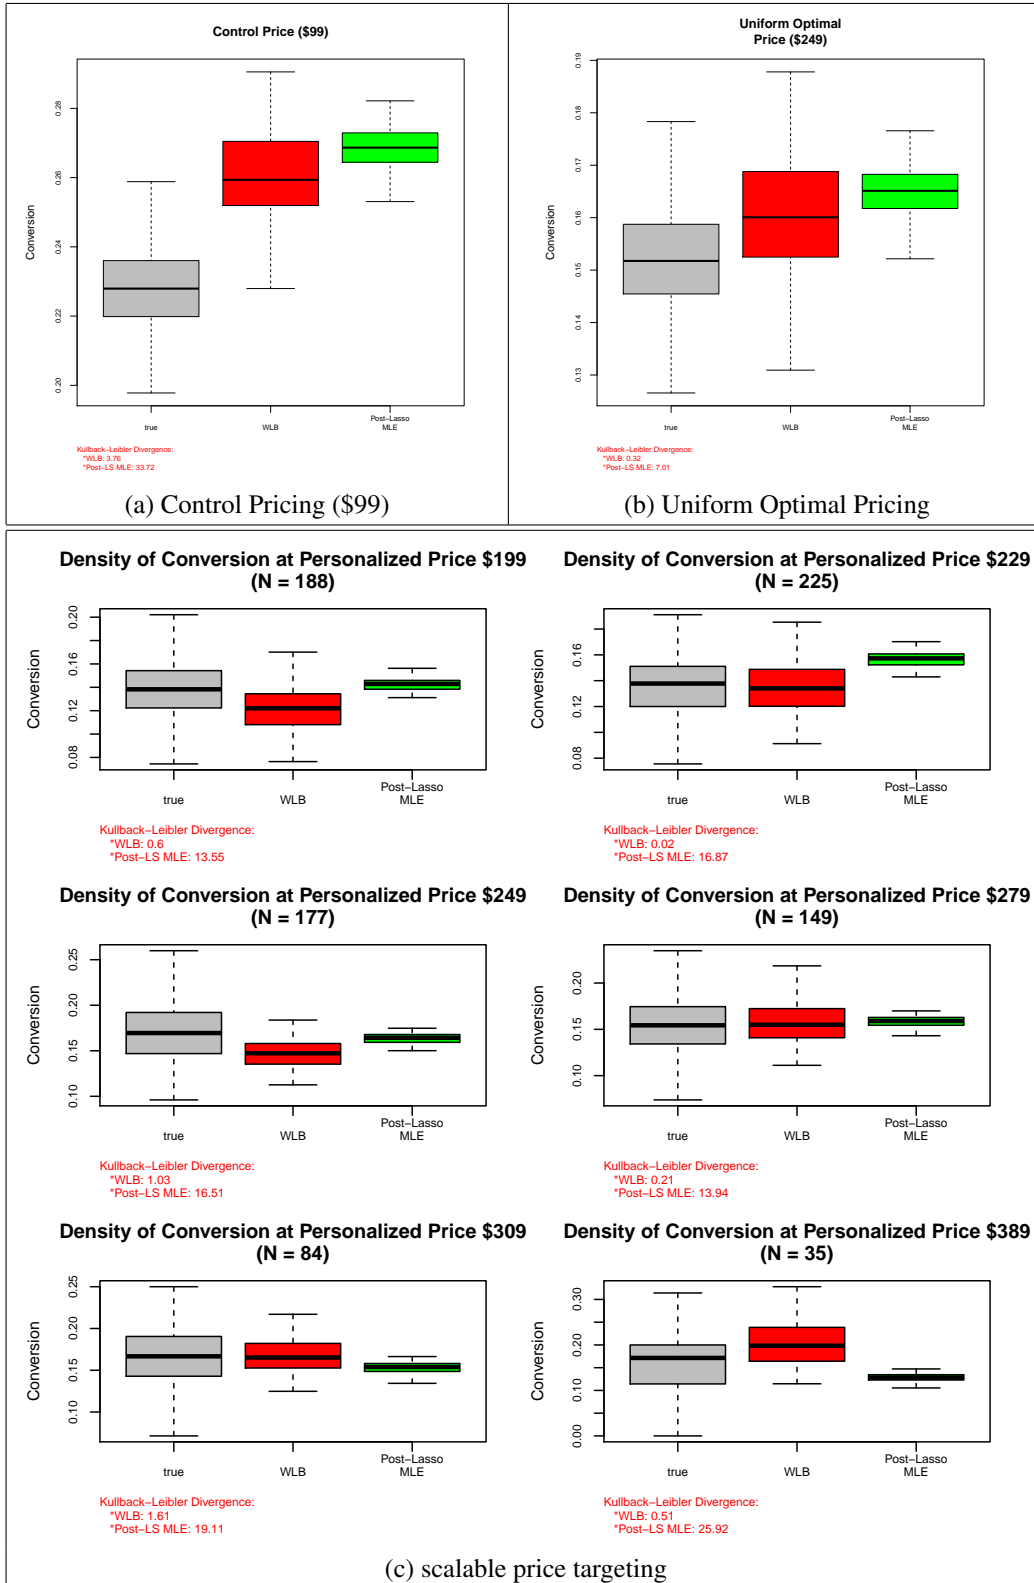 Control Price ($99)
Conversion
0.20
0.22
0.24
0.26
0.28
true
WLB
Post-Lasso
MLE
Kullback-Leibler Divergence:
*WLB: 3.76
*Post-LS MLE: 33.72
(a) Control Pricing ($99)
Uniform Optimal
Price ($249)
Conversion
0.13
0.14
0.15
0.16
0.17
0.18
0.19
true
WLB
Post-Lasso
MLE
Kullback-Leibler Divergence:
*WLB: 0.32
*Post-LS MLE: 7.01
(b) Uniform Optimal Pricing
Density of Conversion at Personalized Price $199
(N = 188)
Conversion
0.08
0.12
0.16
0.20
true
WLB
Post-Lasso
MLE
Kullback-Leibler Divergence:
*WLB: 0.6
*Post-LS MLE: 13.55
Density of Conversion at Personalized Price $229
(N = 225)
Conversion
0.08
0.12
0.16
true
WLB
Post-Lasso
MLE
Kullback-Leibler Divergence:
*WLB: 0.02
*Post-LS MLE: 16.87
Density of Conversion at Personalized Price $249
(N = 177)
Conversion
0.10
0.15
0.20
0.25
true
WLB
Post-Lasso
MLE
Kullback-Leibler Divergence:
*WLB: 1.03
*Post-LS MLE: 16.51
Density of Conversion at Personalized Price $279
(N = 149)
Conversion
0.10
0.15
0.20
true
WLB
Post-Lasso
MLE
Kullback-Leibler Divergence:
*WLB: 0.21
*Post-LS MLE: 13.94
Density of Conversion at Personalized Price $309
(N = 84)
Conversion
0.10
0.15
0.20
0.25
true
WLB
Post-Lasso
MLE
Kullback-Leibler Divergence:
*WLB: 1.61
*Post-LS MLE: 19.11
Density of Conversion at Personalized Price $389
(N = 35)
Conversion
0.00
0.10
0.20
0.30
true
WLB
Post-Lasso
MLE
Kullback-Leibler Divergence:
*WLB: 0.51
*Post-LS MLE: 25.92
(c) scalable price targeting